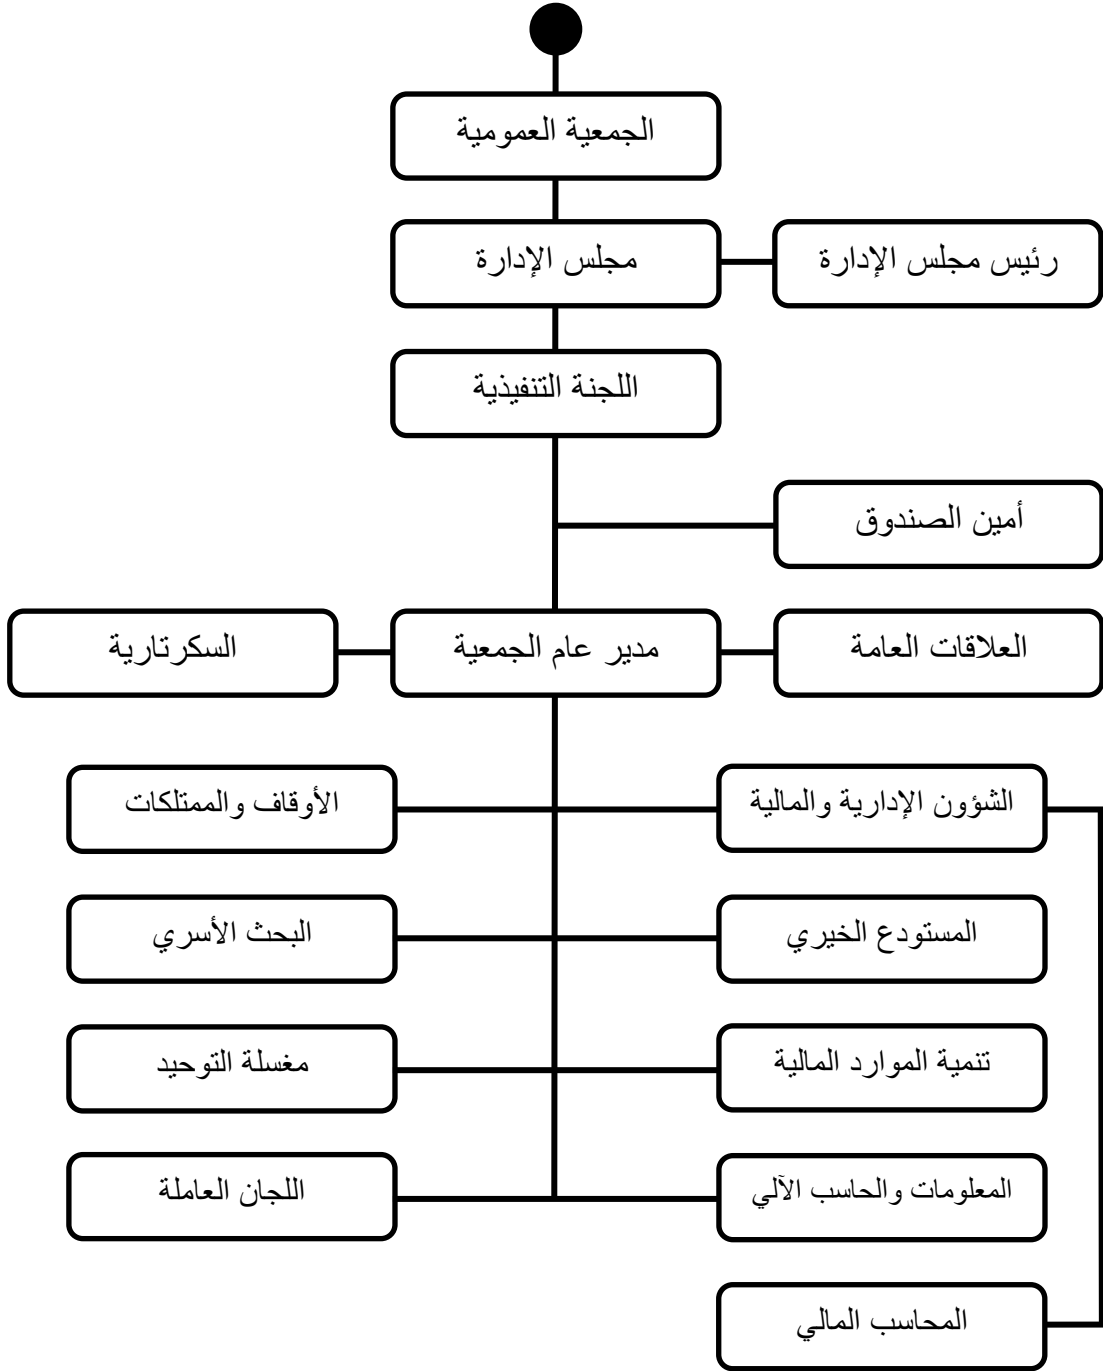 الجمعية العمومية
رئيس مجلس الإدارة
مجلس الإدارة
اللجنة التنفيذية
أمين الصندوق
العلاقات العامة
مدير عام الجمعية
السكرتارية
الشؤون الإدارية والمالية
الأوقاف والممتلكات
المستودع الخيري
البحث الأسري
تنمية الموارد المالية
مغسلة التوحيد
المعلومات والحاسب الآلي
اللجان العاملة
المحاسب المالي